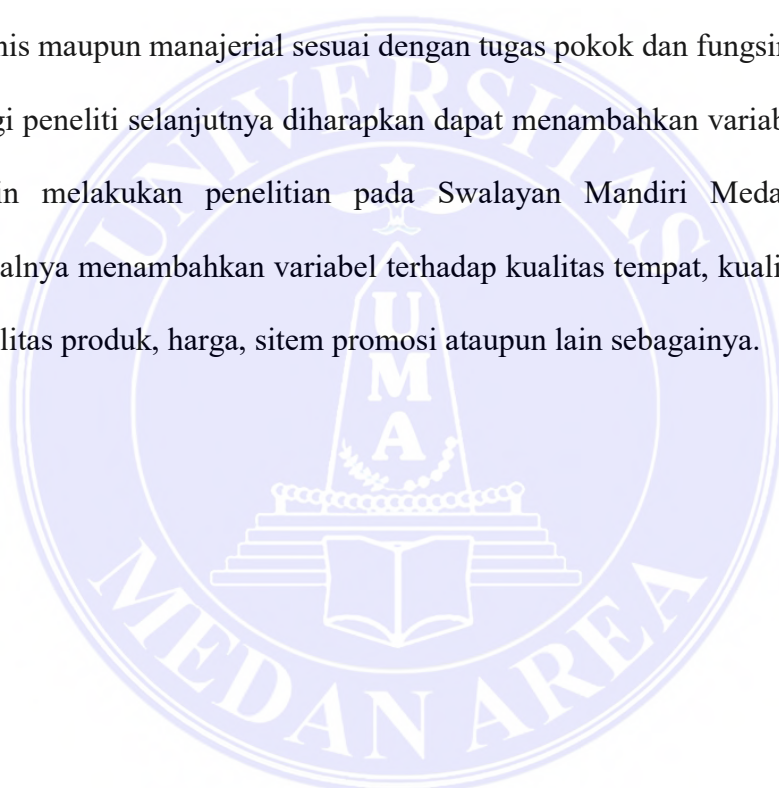 nis maupun manajerial sesuai dengan tugas pokok dan fungsin
gi peneliti selanjutnya diharapkan dapat menambahkan variab
in melakukan penelitian pada Swalayan Mandiri Meda
alnya menambahkan variabel terhadap kualitas tempat, kuali
litas produk, harga, sitem promosi ataupun lain sebagainya.
UNIVERSITAS
UMA
MEDAN AREA